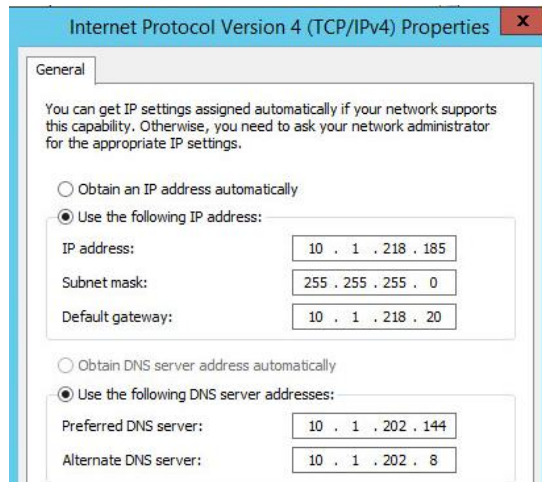 Internet Protocol Version 4 (TCP/IPv4) Properties x
General
You can get IP settings assigned automatically if your network supports
this capability. Otherwise, you need to ask your network administrator
for the appropriate IP settings.
Obtain an IP address automatically
Use the following IP address:
IP address: 10 . 1 . 218 . 185
Subnet mask: 255 . 255 . 255 . 0
Default gateway: 10 . 1 . 218 . 20
Obtain DNS server address automatically
Use the following DNS server addresses:
Preferred DNS server: 10 . 1 . 202 . 144
Alternate DNS server: 10 . 1 . 202 . 8